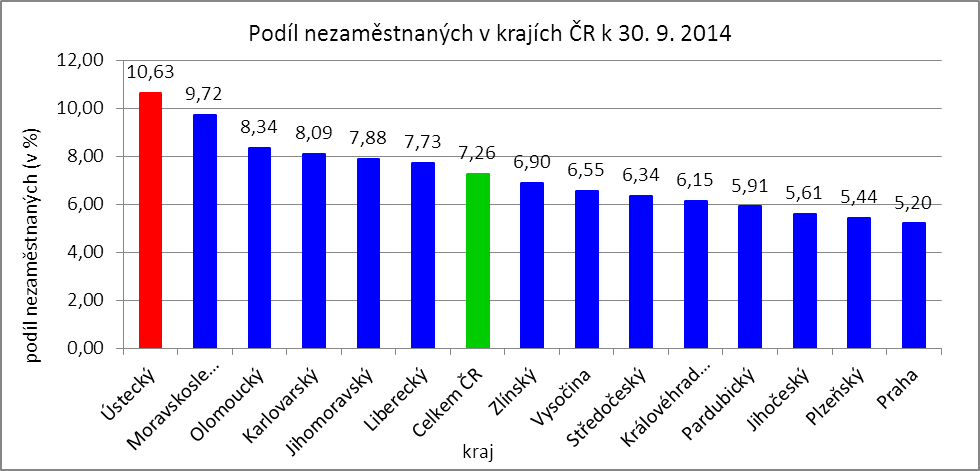 Podíl nezaměstnaných v krajích ČR k 30. 9. 2014
podíl nezaměstnaných (v %)
12,00
10,00
8,00
6,00
4,00
2,00
0,00
10,63
9,72
8,34
8,09
7,88
7,73
7,26
6,90
6,55
6,34
6,15
5,91
5,61
5,44
5,20
Ústecký
Moravskosle...
Olomoucký
Karlovarský
Jihomoravský
Liberecký
Celkem ČR
Zlínský
Vysočina
Středočeský
Královéhrad...
Pardubický
Jihočeský
Plzeňský
Praha
kraj